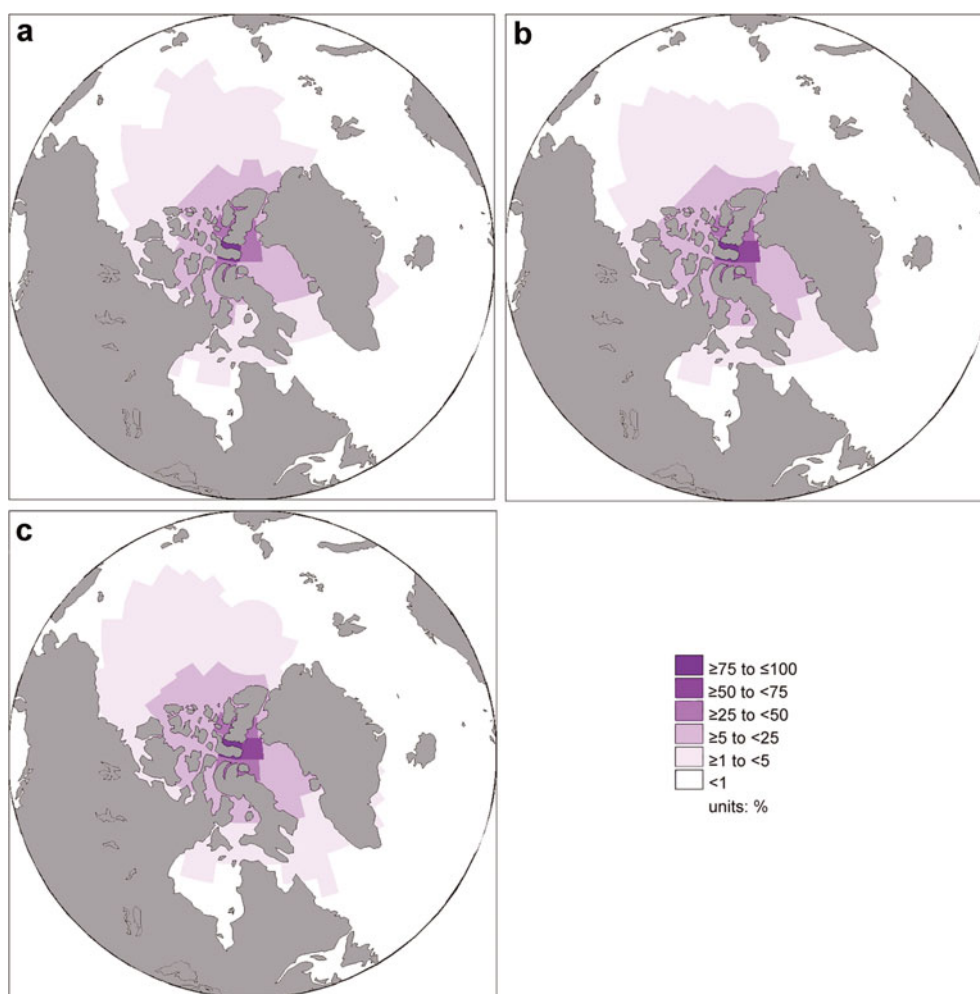 a
b
c
≥75 to ≤100
≥50 to <75
≥25 to <50
≥5 to <25
≥1 to <5
<1
units: %